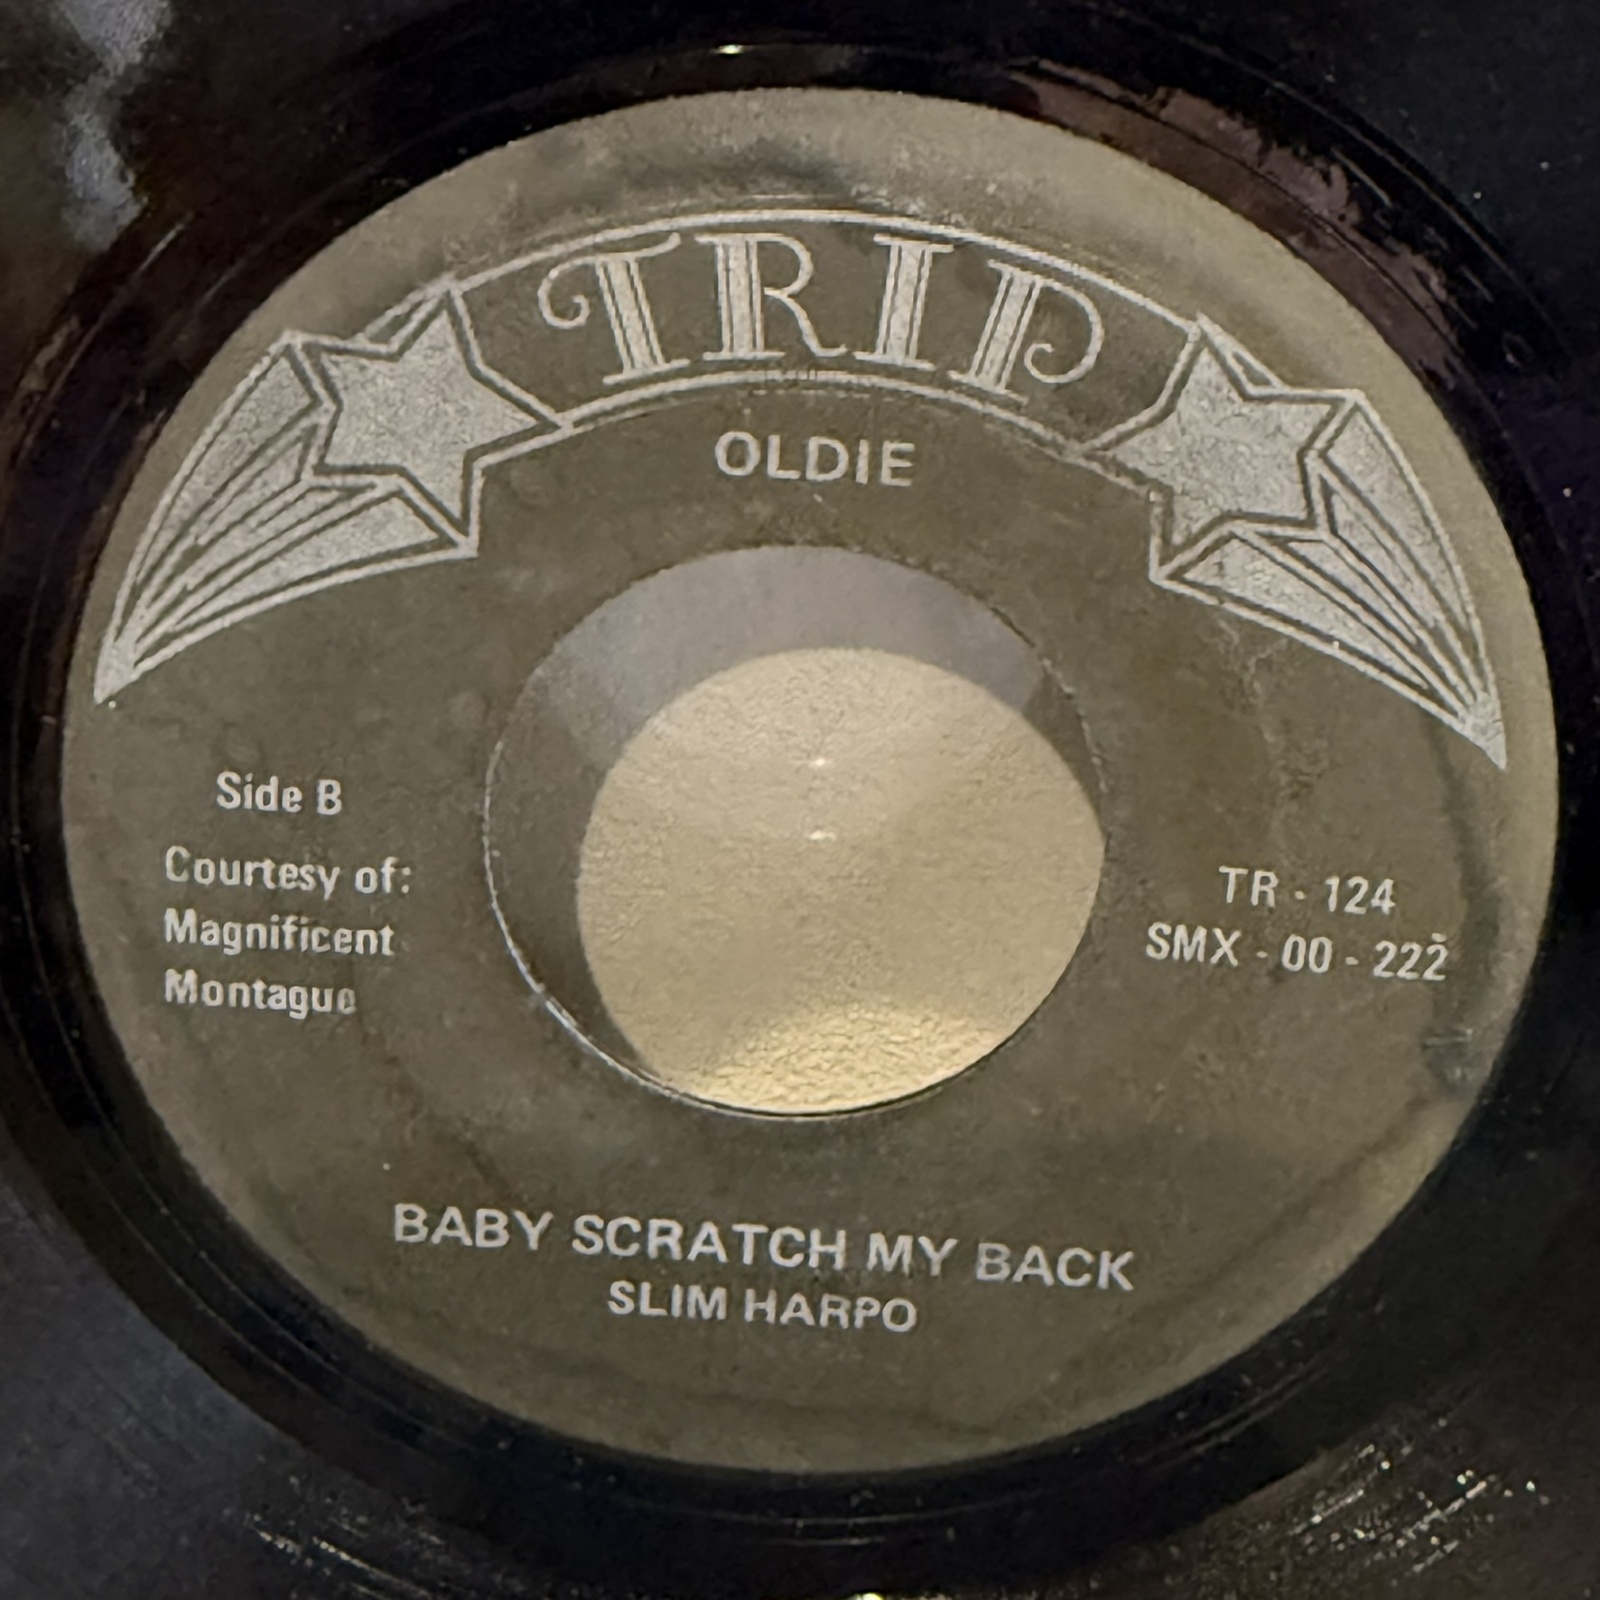 TRIP
OLDIE
Side B
Courtesy of:
Magnificent
Montague
TR - 124
SMX - 00 - 222
BABY SCRATCH MY BACK
SLIM HARPO